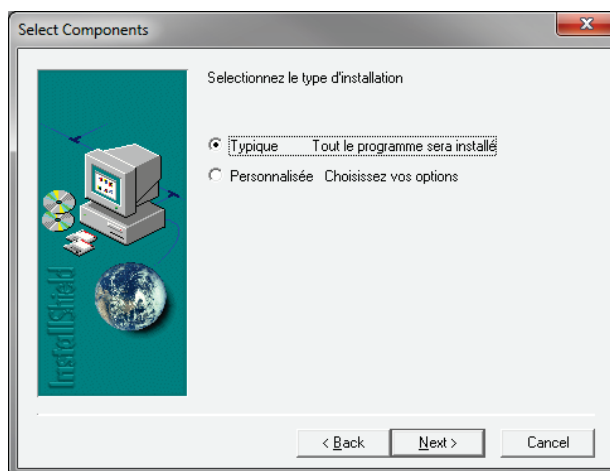 Select Components
Selectionnez le type d'installation
Typique Tout le programme sera installé
Personnalisée Choisissez vos options
InstallShield
< Back Next > Cancel